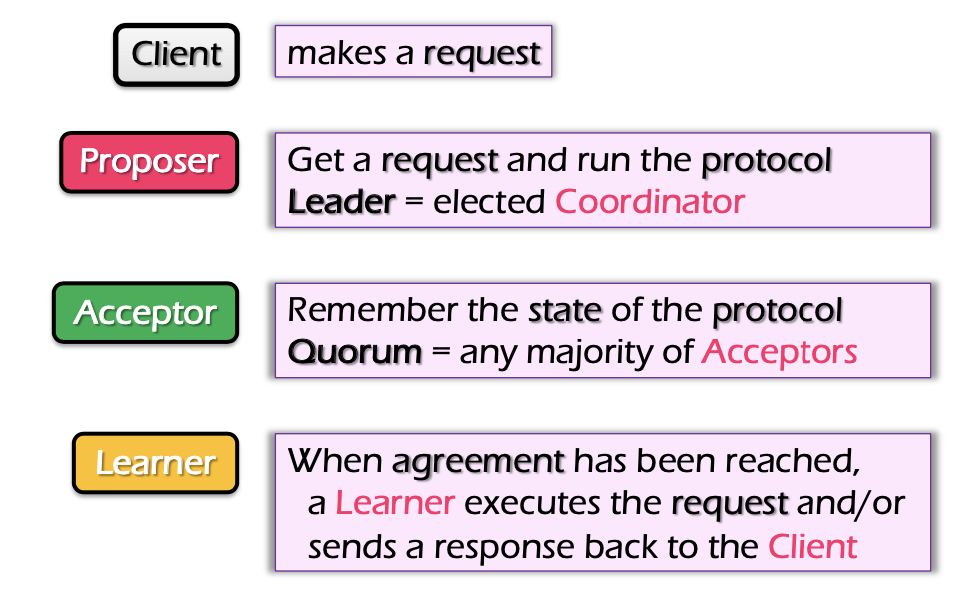 Client
makes a request
Proposer
Get a request and run the protocol
Leader = elected Coordinator
Acceptor
Remember the state of the protocol
Quorum = any majority of Acceptors
Learner
When agreement has been reached,
a Learner executes the request and/or
sends a response back to the Client